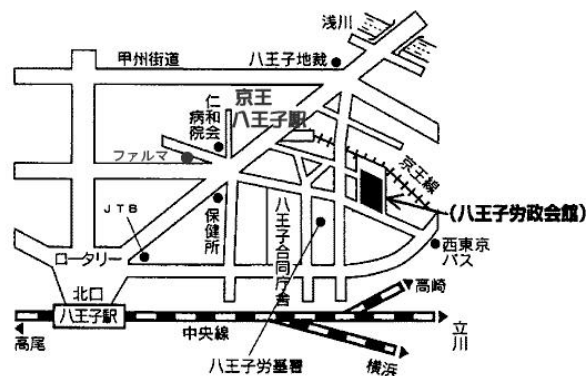 浅川
甲州街道
八王子地裁
京王
八王子駅
仁和会
病院
ファルマ
京王線
(八王子労政会館)
JTB
保健所
八王子合同庁舎
西東京
バス
ロータリー
北口
八王子駅
高崎
高尾
中央線
立川
八王子労基署
横浜